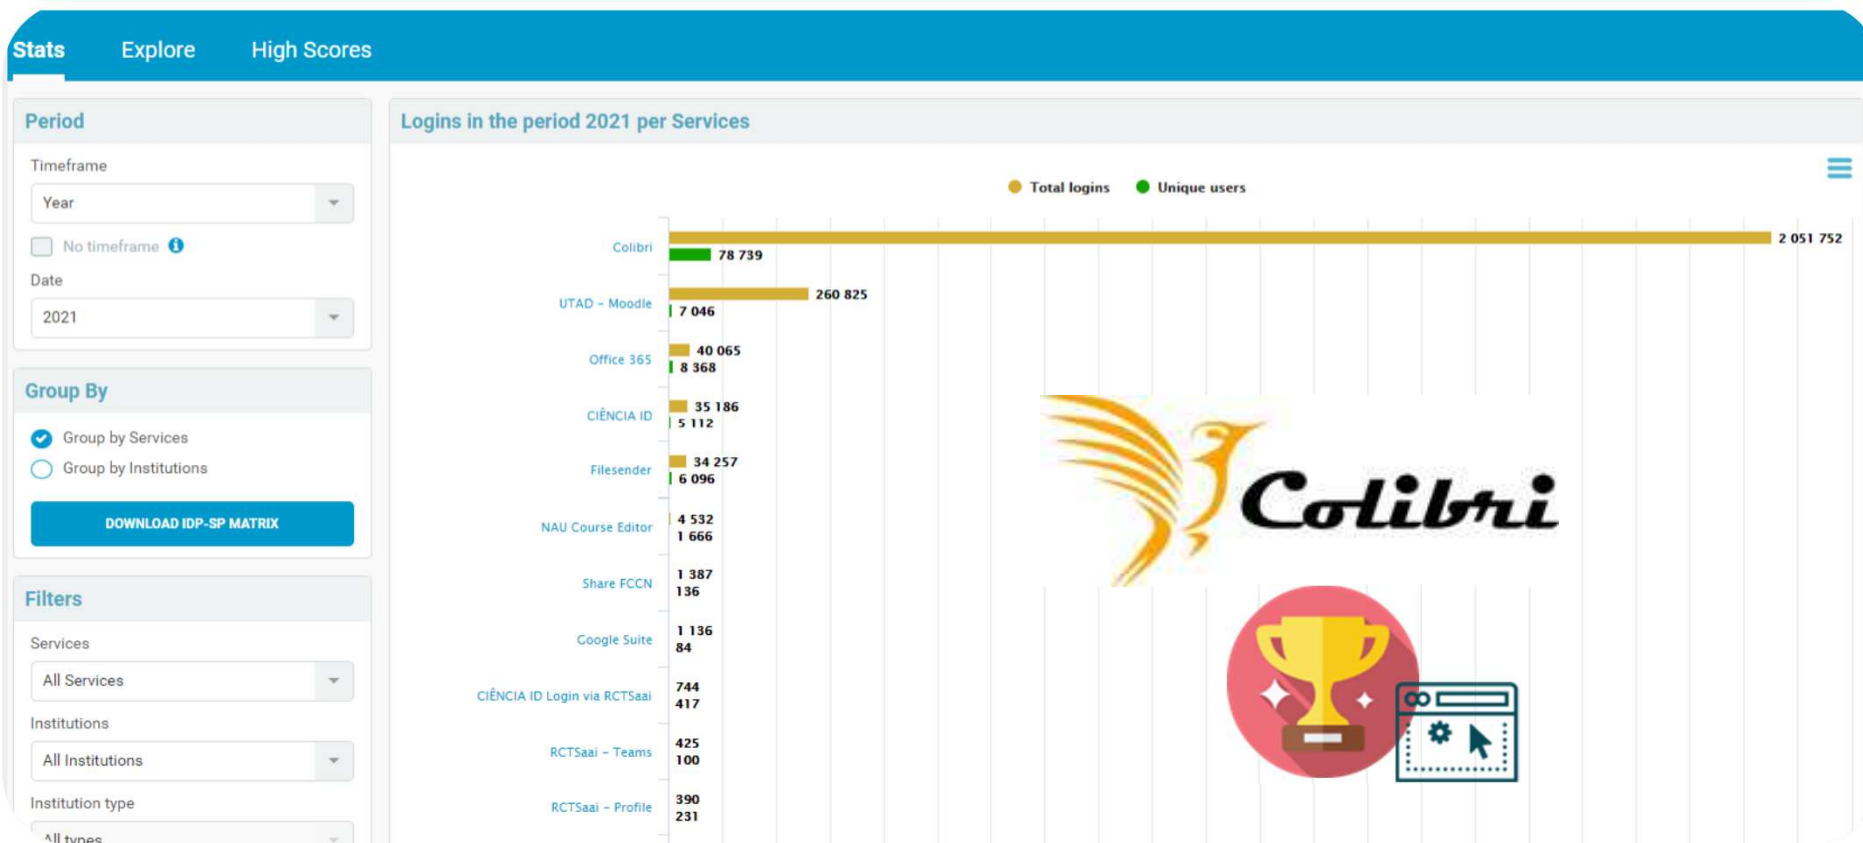 Stats Explore High Scores
Period
Timeframe
Year
No timeframe
Date
2021
Group By
Group by Services
Group by Institutions
DOWNLOAD IDP-SP MATRIX
Filters
Services
All Services
Institutions
All Institutions
Institution type
All types
Logins in the period 2021 per Services
Total logins Unique users
Colibri 2 051 752
78 739
UTAD - Moodle 260 825
7 046
Office 365 40 065
8 368
CIÊNCIA ID 35 186
5 112
Filesender 34 257
6 096
NAU Course Editor 4 532
1 666
Share FCCN 1 387
136
Google Suite 1 136
84
CIÊNCIA ID Login via RCTSaai 744
417
RCTSaai - Teams 425
100
RCTSaai - Profile 390
231
Colibri